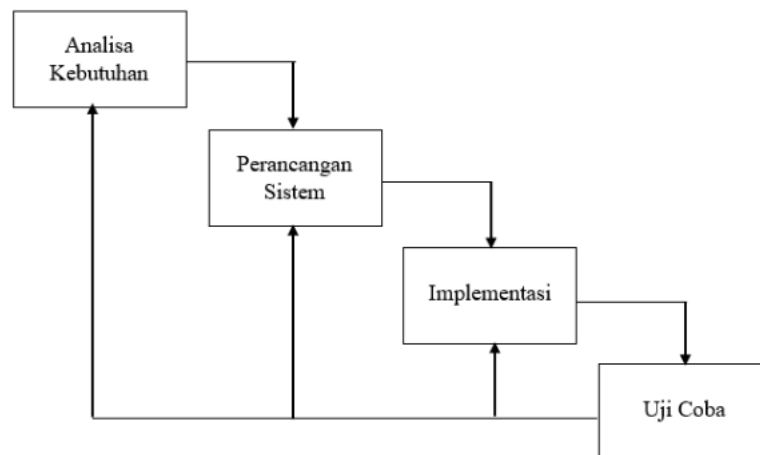 Analisa
Kebutuhan
Perancangan
Sistem
Implementasi
Uji Coba